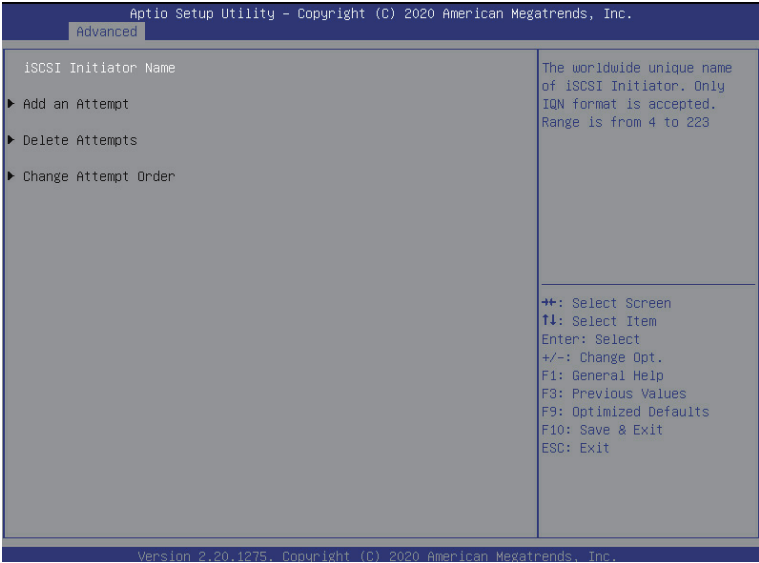 Aptio Setup Utility – Copyright (C) 2020 American Megatrends, Inc.
Advanced
iSCSI Initiator Name
▶ Add an Attempt
▶ Delete Attempts
▶ Change Attempt Order
The worldwide unique name
of iSCSI Initiator. Only
IQN format is accepted.
Range is from 4 to 223
→←: Select Screen
↑↓: Select Item
Enter: Select
+/-: Change Opt.
F1: General Help
F3: Previous Values
F9: Optimized Defaults
F10: Save & Exit
ESC: Exit
Version 2.20.1275. Copyright (C) 2020 American Megatrends, Inc.